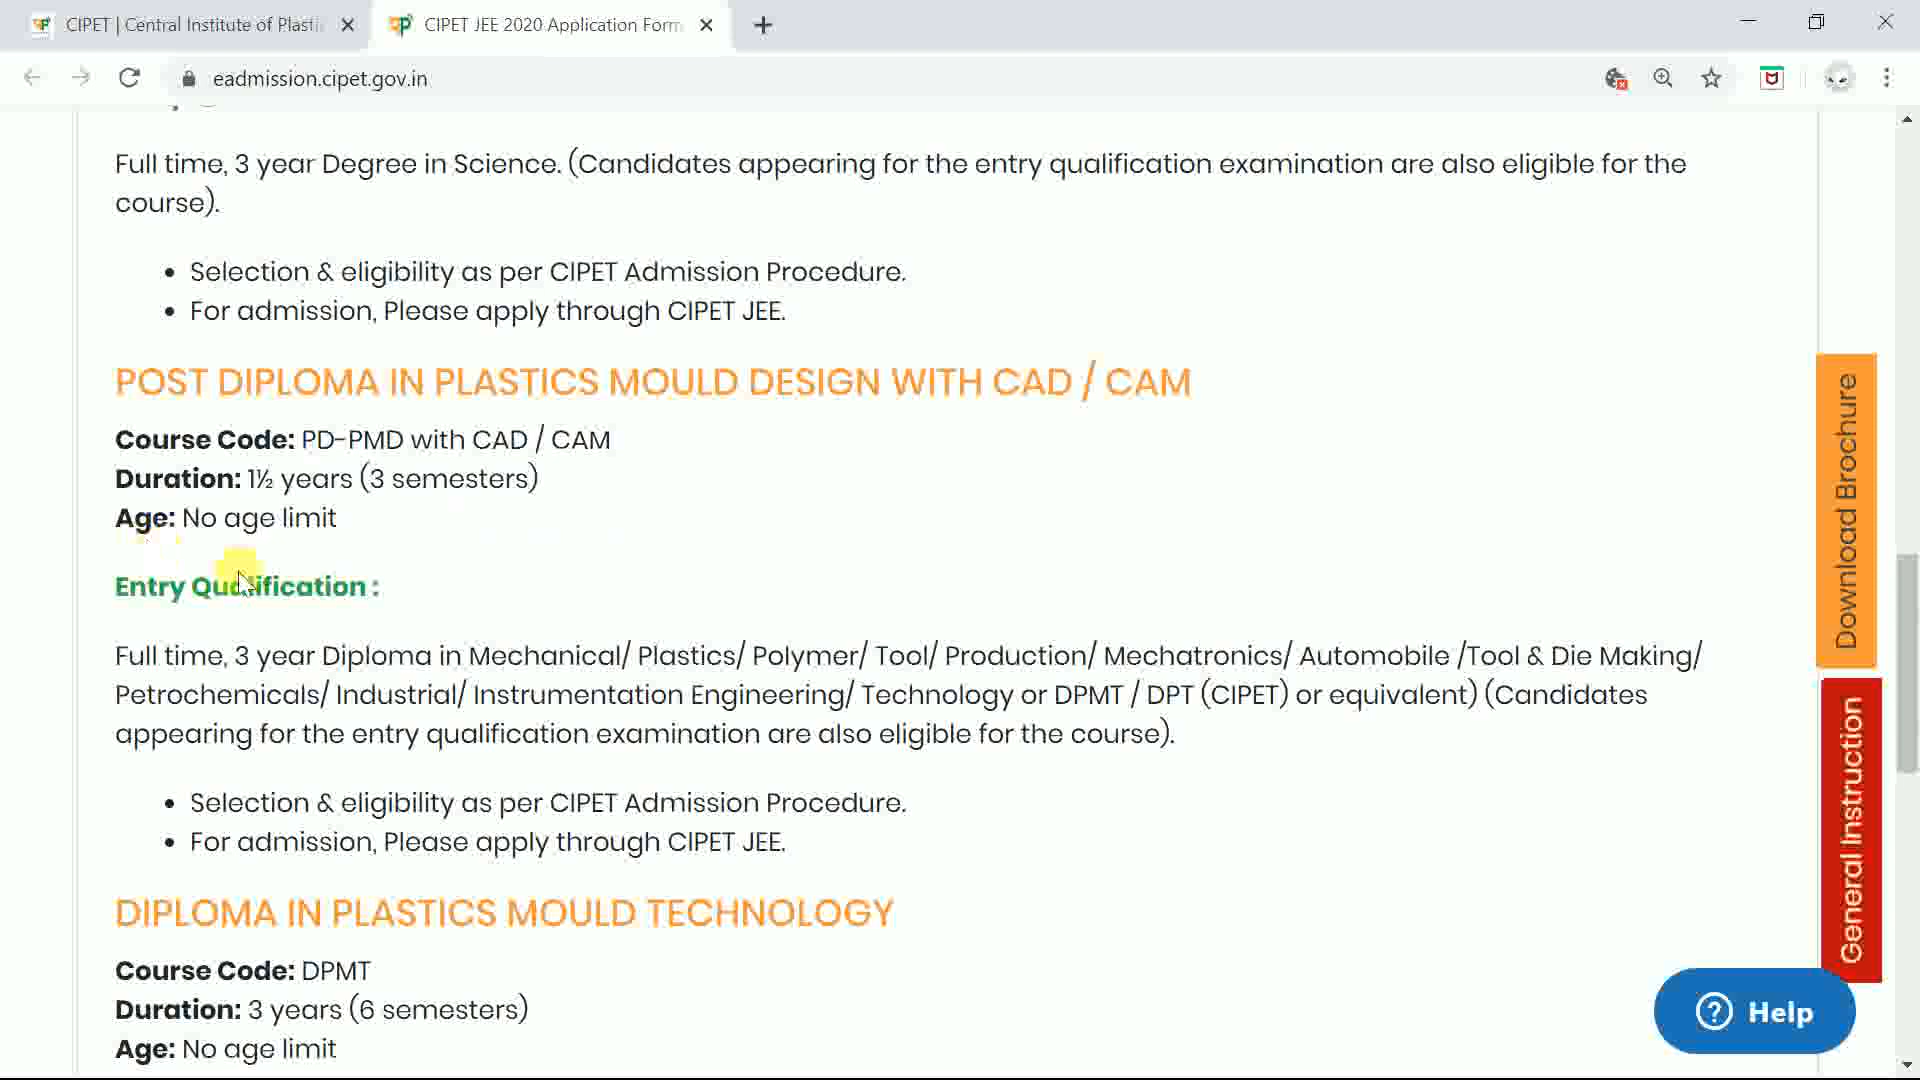 CIPET | Central Institute of Plasti
CIPET JEE 2020 Application Form
eadmission.cipet.gov.in
Full time, 3 year Degree in Science. (Candidates appearing for the entry qualification examination are also eligible for the
course).
• Selection & eligibility as per CIPET Admission Procedure.
• For admission, Please apply through CIPET JEE.
POST DIPLOMA IN PLASTICS MOULD DESIGN WITH CAD / CAM
Course Code: PD-PMD with CAD / CAM
Duration: 1½ years (3 semesters)
Age: No age limit
Entry Qualification :
Full time, 3 year Diploma in Mechanical/ Plastics/ Polymer/ Tool/ Production/ Mechatronics/ Automobile /Tool & Die Making/
Petrochemicals/ Industrial/ Instrumentation Engineering/ Technology or DPMT / DPT (CIPET) or equivalent) (Candidates
appearing for the entry qualification examination are also eligible for the course).
• Selection & eligibility as per CIPET Admission Procedure.
• For admission, Please apply through CIPET JEE.
DIPLOMA IN PLASTICS MOULD TECHNOLOGY
Course Code: DPMT
Duration: 3 years (6 semesters)
Age: No age limit
Download Brochure
General Instruction
Help